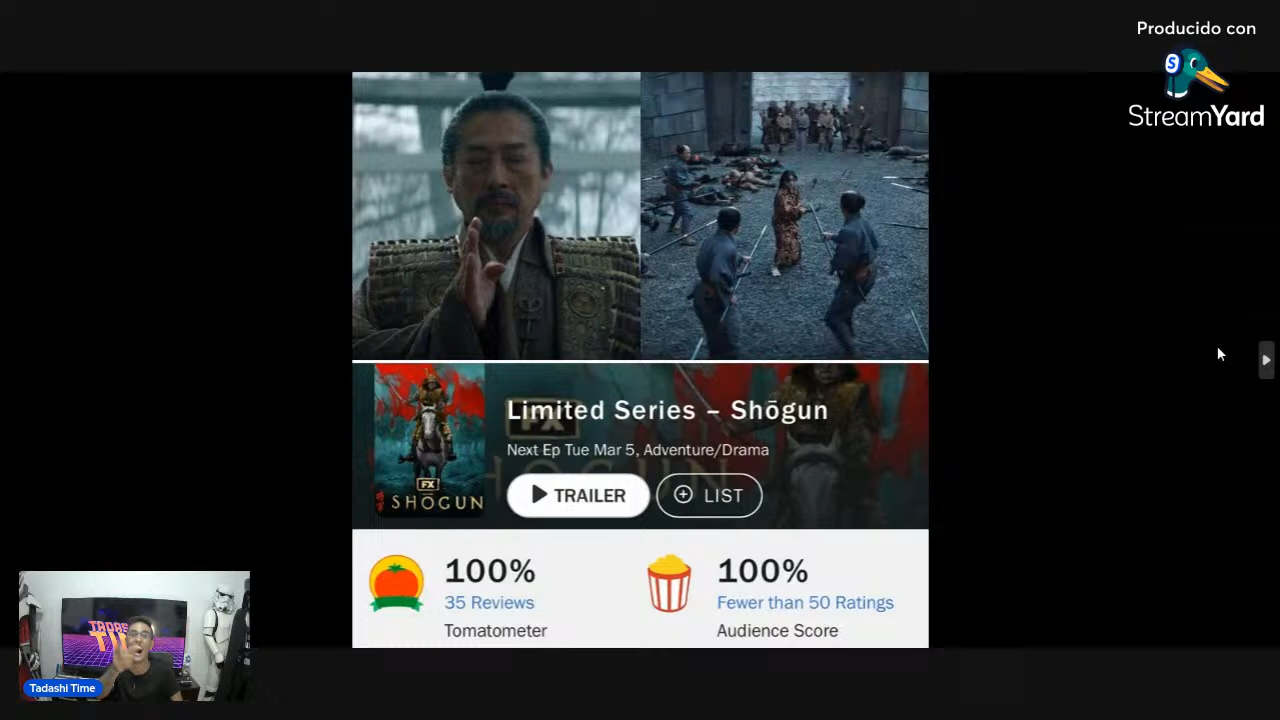 Producido con
S
StreamYard
Limited Series – Shōgun
FX
Next Ep Tue Mar 5, Adventure/Drama
TRAILER
LIST
FX
SHŌGUN
100%
35 Reviews
Tomatometer
100%
Fewer than 50 Ratings
Audience Score
Tadashi Time